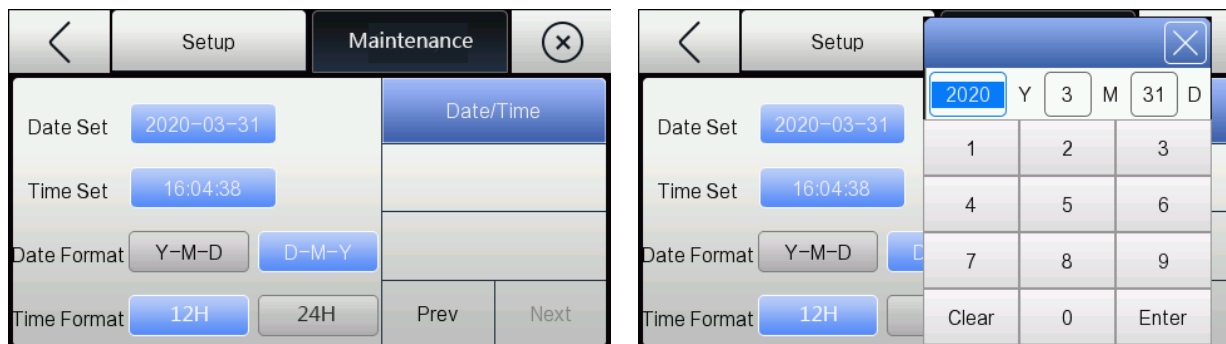 Setup Maintenance
Date Set 2020-03-31 Date/Time
Time Set 16:04:38
Date Format Y-M-D D-M-Y
Time Format 12H 24H Prev Next
Setup
2020 Y 3 M 31 D
Date Set 2020-03-31
1 2 3
Time Set 16:04:38
4 5 6
Date Format Y-M-D D
7 8 9
Time Format 12H
Clear 0 Enter